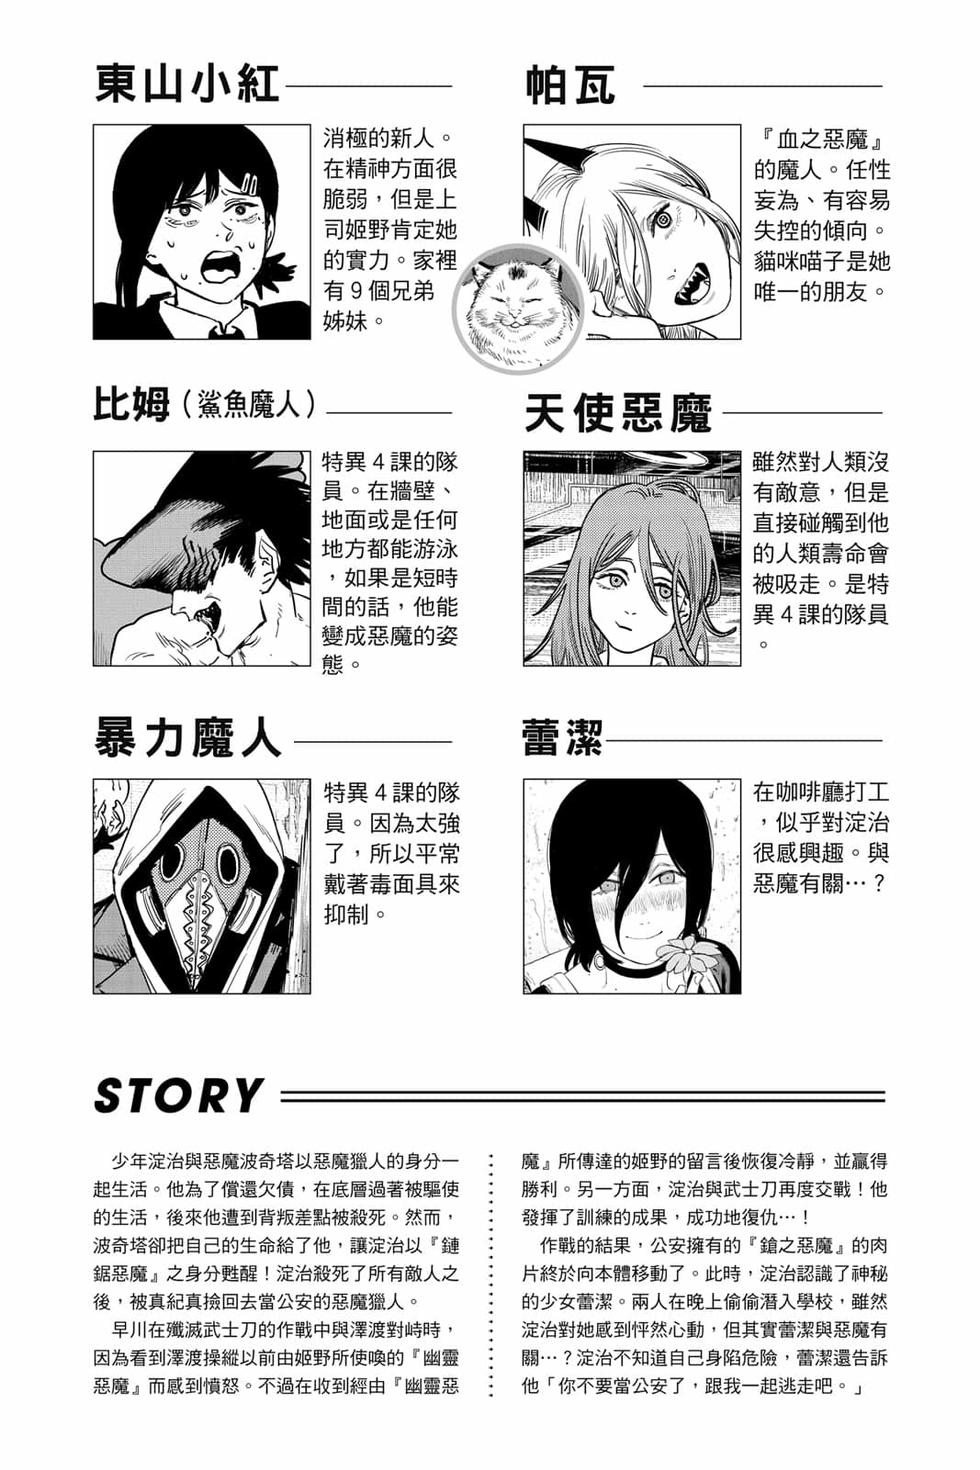 東山小紅
消極的新人。
在精神方面很
脆弱，但是上
司姬野肯定她
的實力。家裡
有9個兄弟
姊妹。
帕瓦
『血之惡魔』
的魔人。任性
妄為、有容易
失控的傾向。
貓咪喵子是她
唯一的朋友。
比姆（鯊魚魔人）
特異4課的隊
員。在牆壁、
地面或是任何
地方都能游泳
，如果是短時
間的話，他能
變成惡魔的姿
態。
天使惡魔
雖然對人類沒
有敵意，但是
直接碰觸到他
的人類壽命會
被吸走。是特
異4課的隊員
。
暴力魔人
特異4課的隊
員。因為太強
了，所以平常
戴著毒面具來
抑制。
蕾潔
在咖啡廳打工
，似乎對淀治
很感興趣。與
惡魔有關…？
STORY
少年淀治與惡魔波奇塔以惡魔獵人的身分一
起生活。他為了償還欠債，在底層過著被驅使
的生活，後來他遭到背叛差點被殺死。然而，
波奇塔卻把自己的生命給了他，讓淀治以『鏈
鋸惡魔』之身分甦醒！淀治殺死了所有敵人之
後，被真紀真撿回去當公安的惡魔獵人。
早川在殲滅武士刀的作戰中與澤渡對峙時，
因為看到澤渡操縱以前由姬野所使喚的『幽靈
惡魔』而感到憤怒。不過在收到經由『幽靈惡
魔』所傳達的姬野的留言後恢復冷靜，並贏得
勝利。另一方面，淀治與武士刀再度交戰！他
發揮了訓練的成果，成功地復仇…！
作戰的結果，公安擁有的『鎗之惡魔』的肉
片終於向本體移動了。此時，淀治認識了神秘
的少女蕾潔。兩人在晚上偷偷潛入學校，雖然
淀治對她感到怦然心動，但其實蕾潔與惡魔有
關…？淀治不知道自己身陷危險，蕾潔還告訴
他「你不要當公安了，跟我一起逃走吧。」